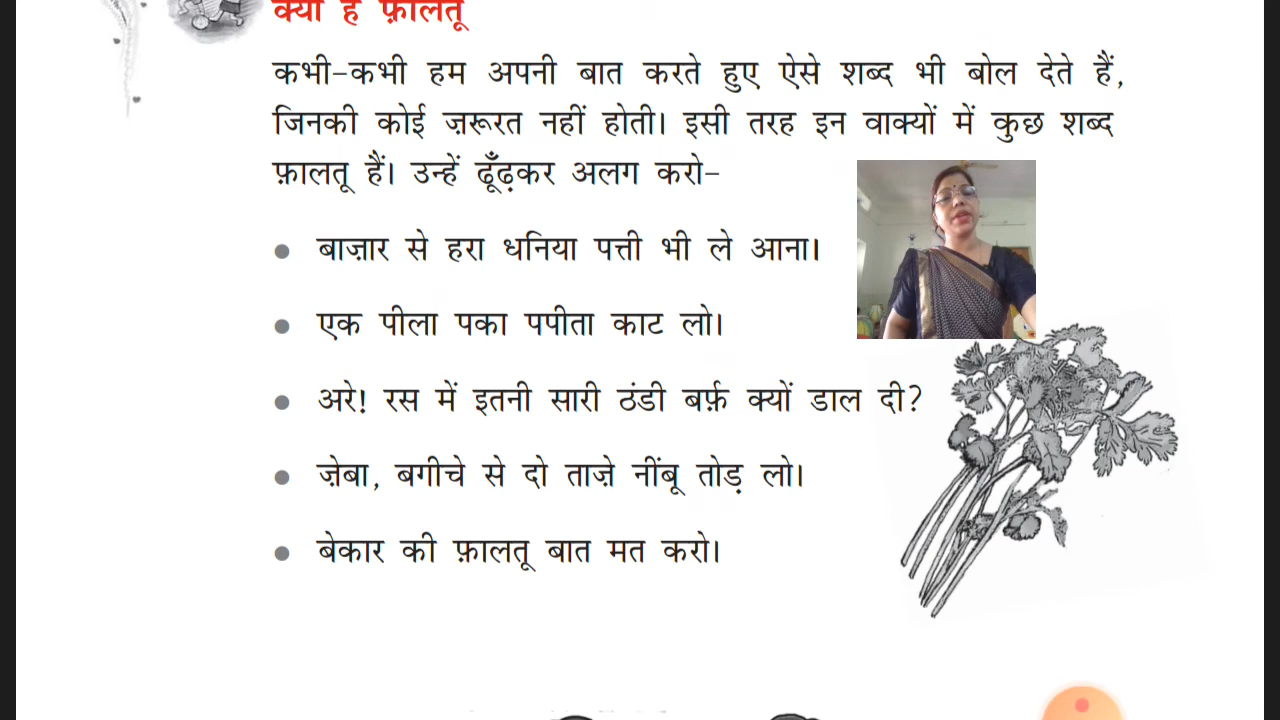 क्या है फ़ालतू
कभी-कभी हम अपनी बात करते हुए ऐसे शब्द भी बोल देते हैं,
जिनकी कोई ज़रूरत नहीं होती। इसी तरह इन वाक्यों में कुछ शब्द
फ़ालतू हैं। उन्हें ढूँढ़कर अलग करो-
• बाज़ार से हरा धनिया पत्ती भी ले आना।
• एक पीला पका पपीता काट लो।
• अरे! रस में इतनी सारी ठंडी बर्फ़ क्यों डाल दी?
• ज़ेबा, बगीचे से दो ताज़े नींबू तोड़ लो।
• बेकार की फ़ालतू बात मत करो।